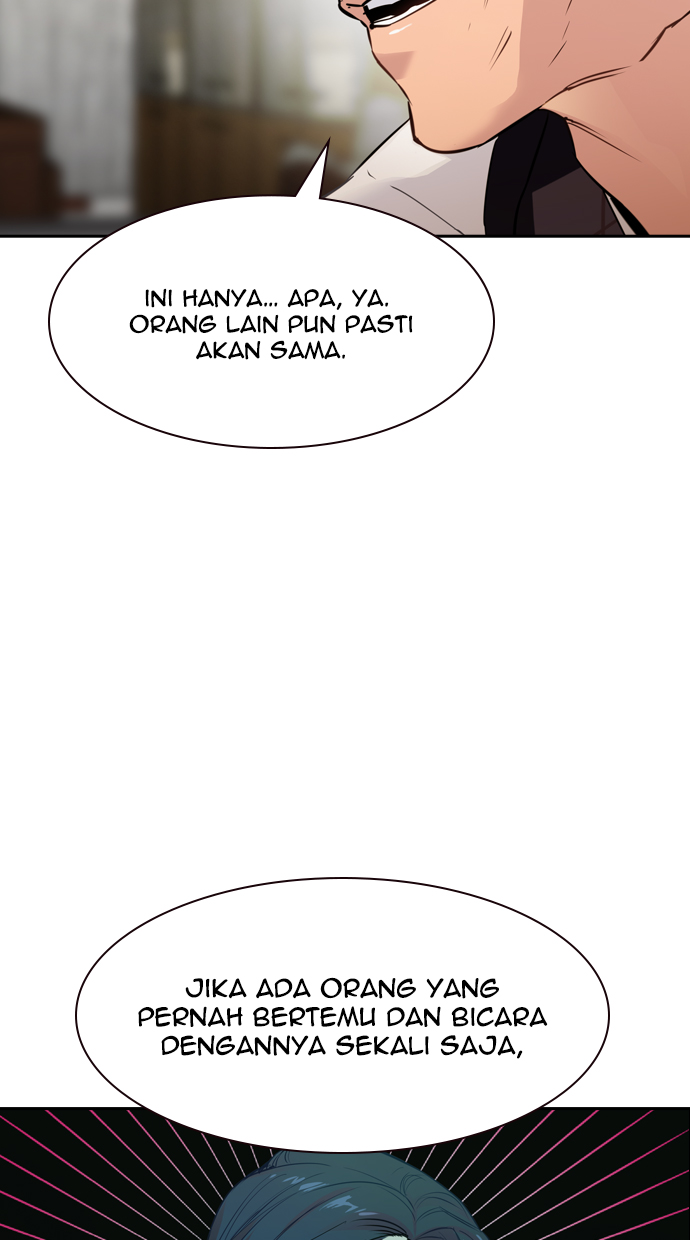 INI HANYA... APA, YA.
ORANG LAIN PUN PASTI
AKAN SAMA.
JIKA ADA ORANG YANG
PERNAH BERTEMU DAN BICARA
DENGANNYA SEKALI SAJA,